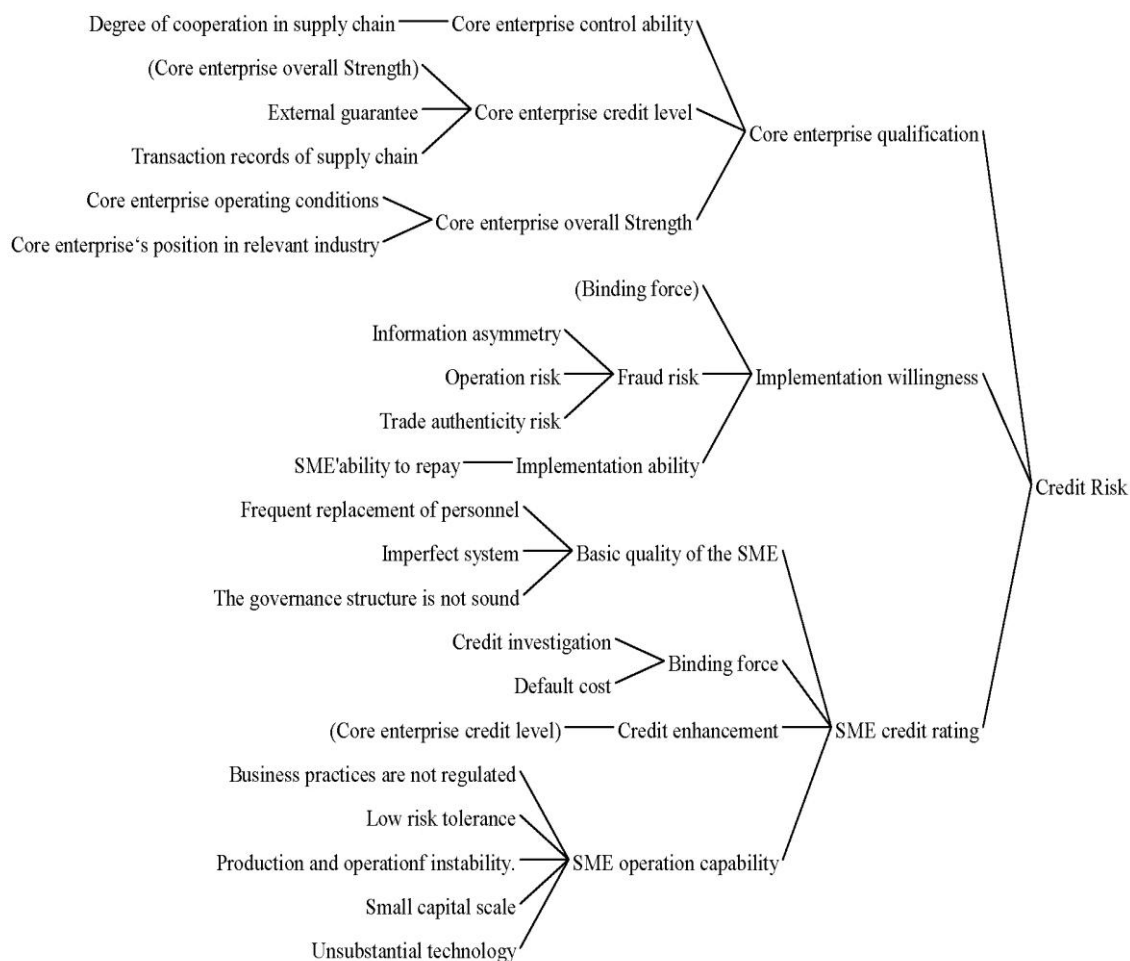 Degree of cooperation in supply chain
Core enterprise control ability
(Core enterprise overall Strength)
External guarantee
Core enterprise credit level
Transaction records of supply chain
Core enterprise qualification
Core enterprise operating conditions
Core enterprise overall Strength
Core enterprise‘s position in relevant industry
(Binding force)
Information asymmetry
Operation risk
Fraud risk
Implementation willingness
Trade authenticity risk
SME'ability to repay
Implementation ability
Credit Risk
Frequent replacement of personnel
Imperfect system
Basic quality of the SME
The governance structure is not sound
Credit investigation
Binding force
Default cost
(Core enterprise credit level)
Credit enhancement
SME credit rating
Business practices are not regulated
Low risk tolerance
Production and operationf instability.
SME operation capability
Small capital scale
Unsubstantial technology